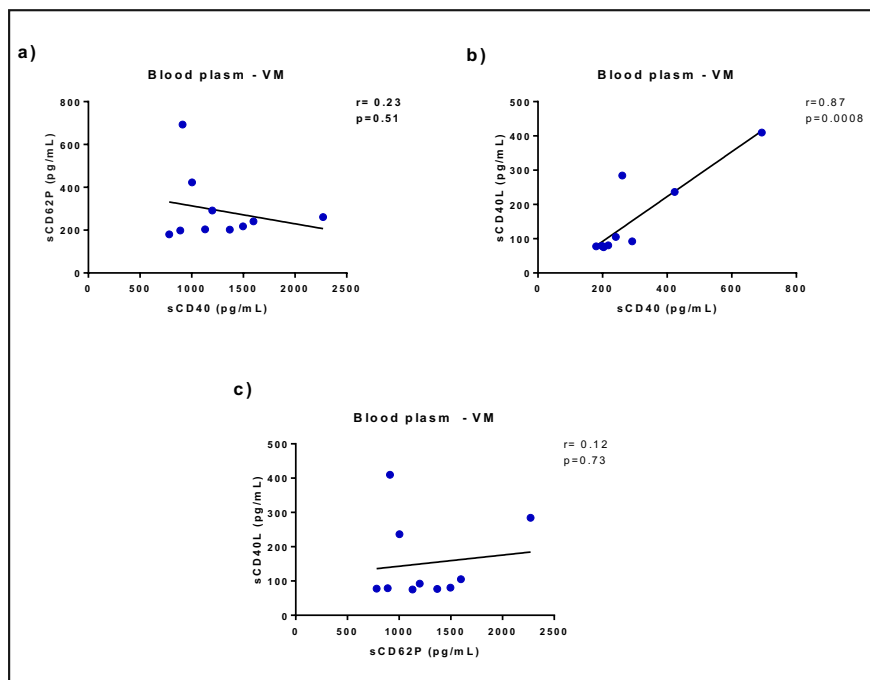 a)
Blood plasm - VM
r= 0.23
p=0.51
800
600
400
200
0
sCD62P (pg/mL)
0 500 1000 1500 2000 2500
sCD40 (pg/mL)
b)
Blood plasm - VM
r=0.87
p=0.0008
500
400
300
200
100
0
sCD40L (pg/mL)
0 200 400 600 800
sCD40 (pg/mL)
c)
Blood plasm - VM
r= 0.12
p=0.73
500
400
300
200
100
0
sCD40L (pg/mL)
0 500 1000 1500 2000 2500
sCD62P (pg/mL)